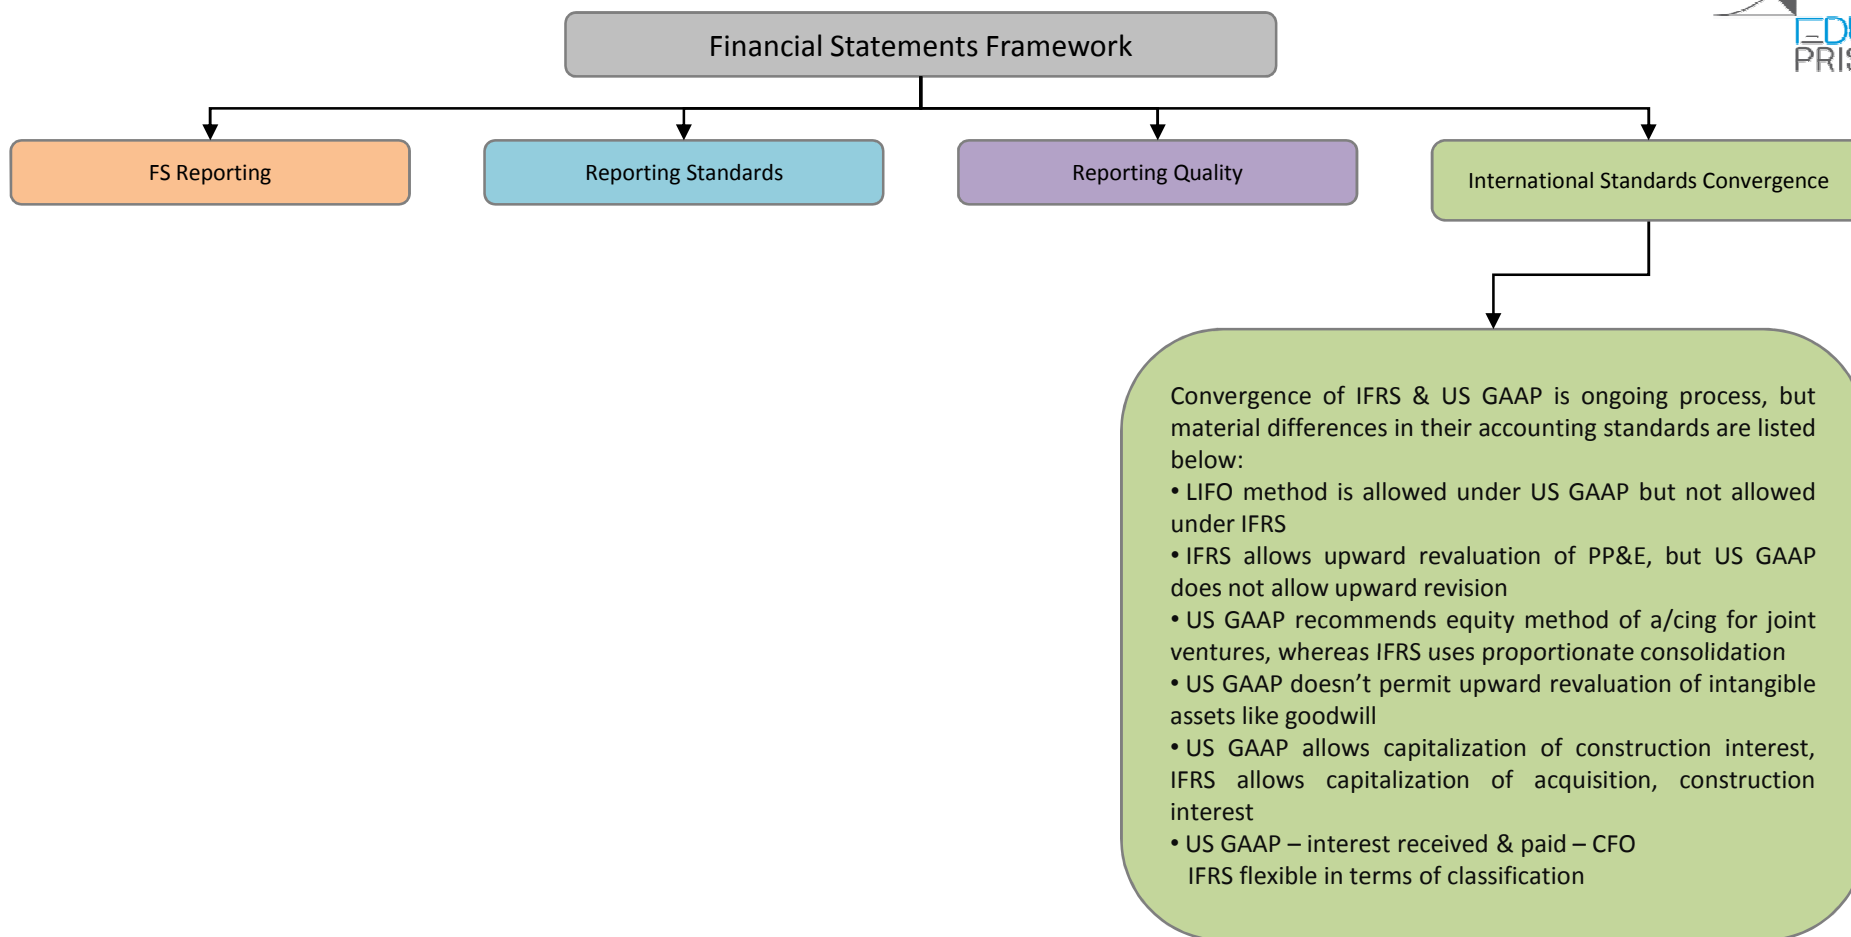 Financial Statements Framework
FS Reporting
Reporting Standards
Reporting Quality
International Standards Convergence
Convergence of IFRS & US GAAP is ongoing process, but
material differences in their accounting standards are listed
below:
• LIFO method is allowed under US GAAP but not allowed
under IFRS
• IFRS allows upward revaluation of PP&E, but US GAAP
does not allow upward revision
• US GAAP recommends equity method of a/cing for joint
ventures, whereas IFRS uses proportionate consolidation
• US GAAP doesn’t permit upward revaluation of intangible
assets like goodwill
• US GAAP allows capitalization of construction interest,
IFRS allows capitalization of acquisition, construction
interest
• US GAAP – interest received & paid – CFO
IFRS flexible in terms of classification